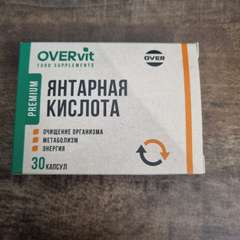 OVERvit
FOOD SUPPLEMENTS
OVER
PREMIUM
ЯНТАРНАЯ
КИСЛОТА
ОЧИЩЕНИЕ ОРГАНИЗМА
МЕТАБОЛИЗМ
ЭНЕРГИЯ
30 КАПСУЛ